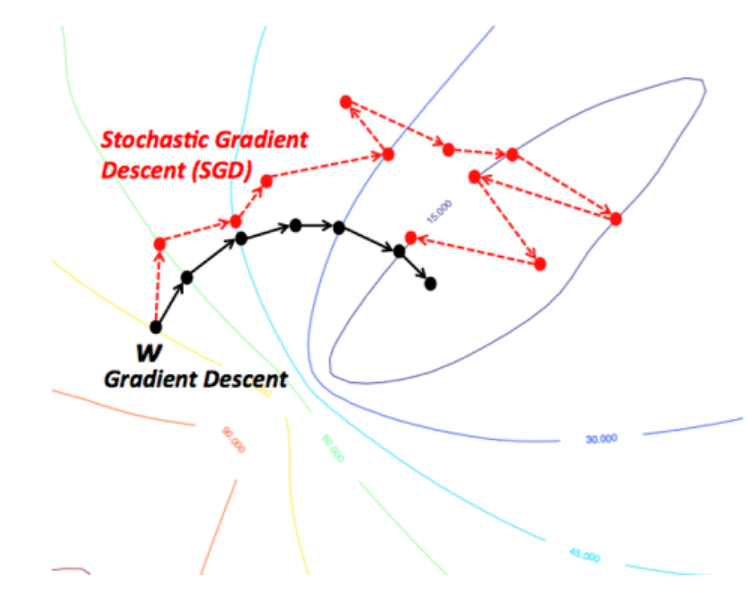 Stochastic Gradient
Descent (SGD)
15.000
W
Gradient Descent
90.000
60.000
30.000
45.000